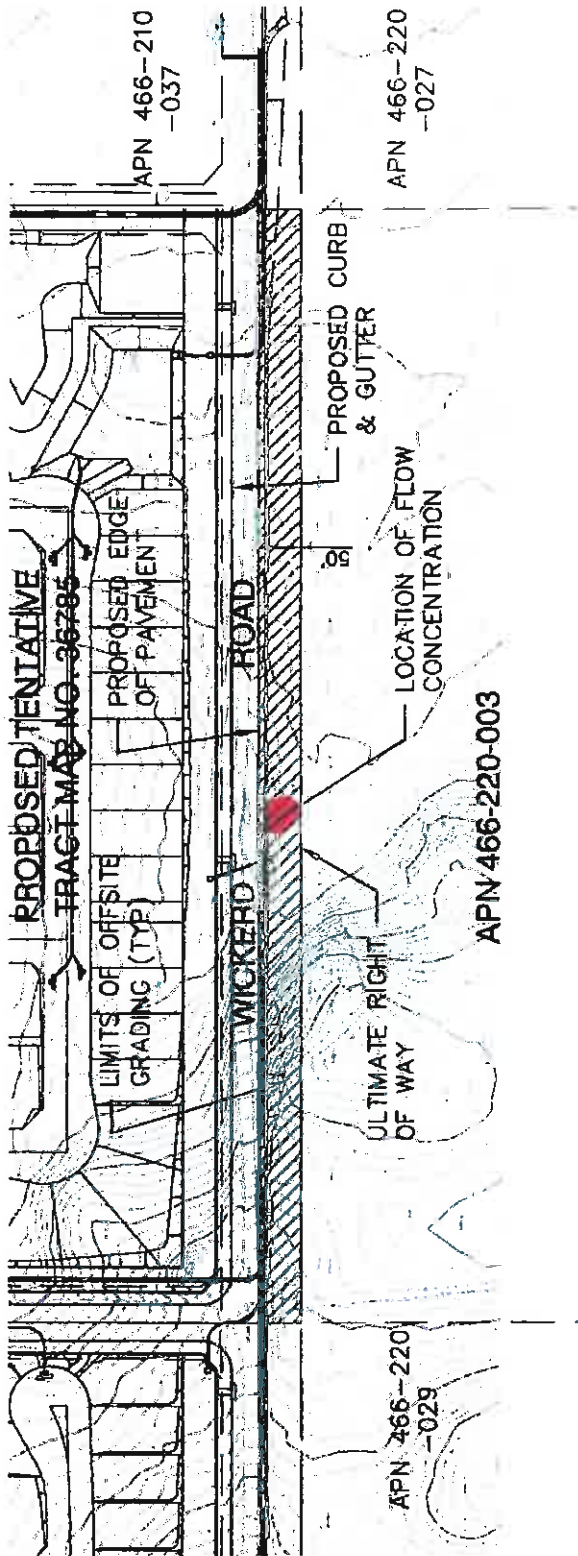 PROPOSED TENTATIVE
TRACT MAP NO. 36785
LIMITS OF OFFSITE
GRADING (TYP)
PROPOSED EDGE
OF PAVEMENT
APN 466-210
-037
WICKERD ROAD
PROPOSED CURB
& GUTTER
APN 466-220
-027
ULTIMATE RIGHT
OF WAY
LOCATION OF FLOW
CONCENTRATION
APN 466-220
-029
APN 466-220-003